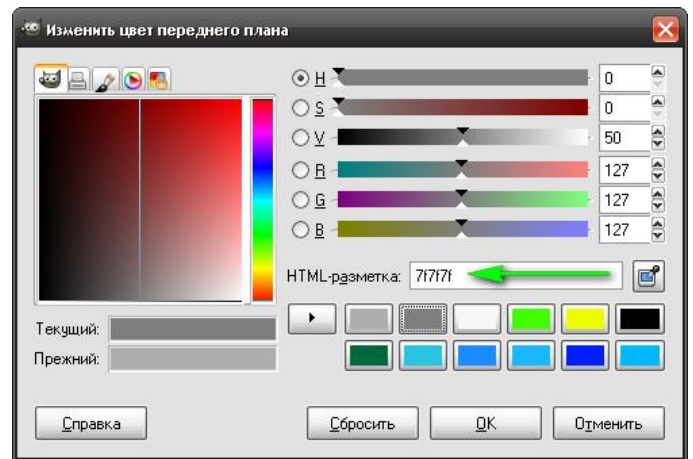 Изменить цвет переднего плана
H 0
S 0
V 50
R 127
G 127
B 127
HTML-разметка: 7f7f7f
Текущий:
Прежний:
Справка Сбросить OK Отменить